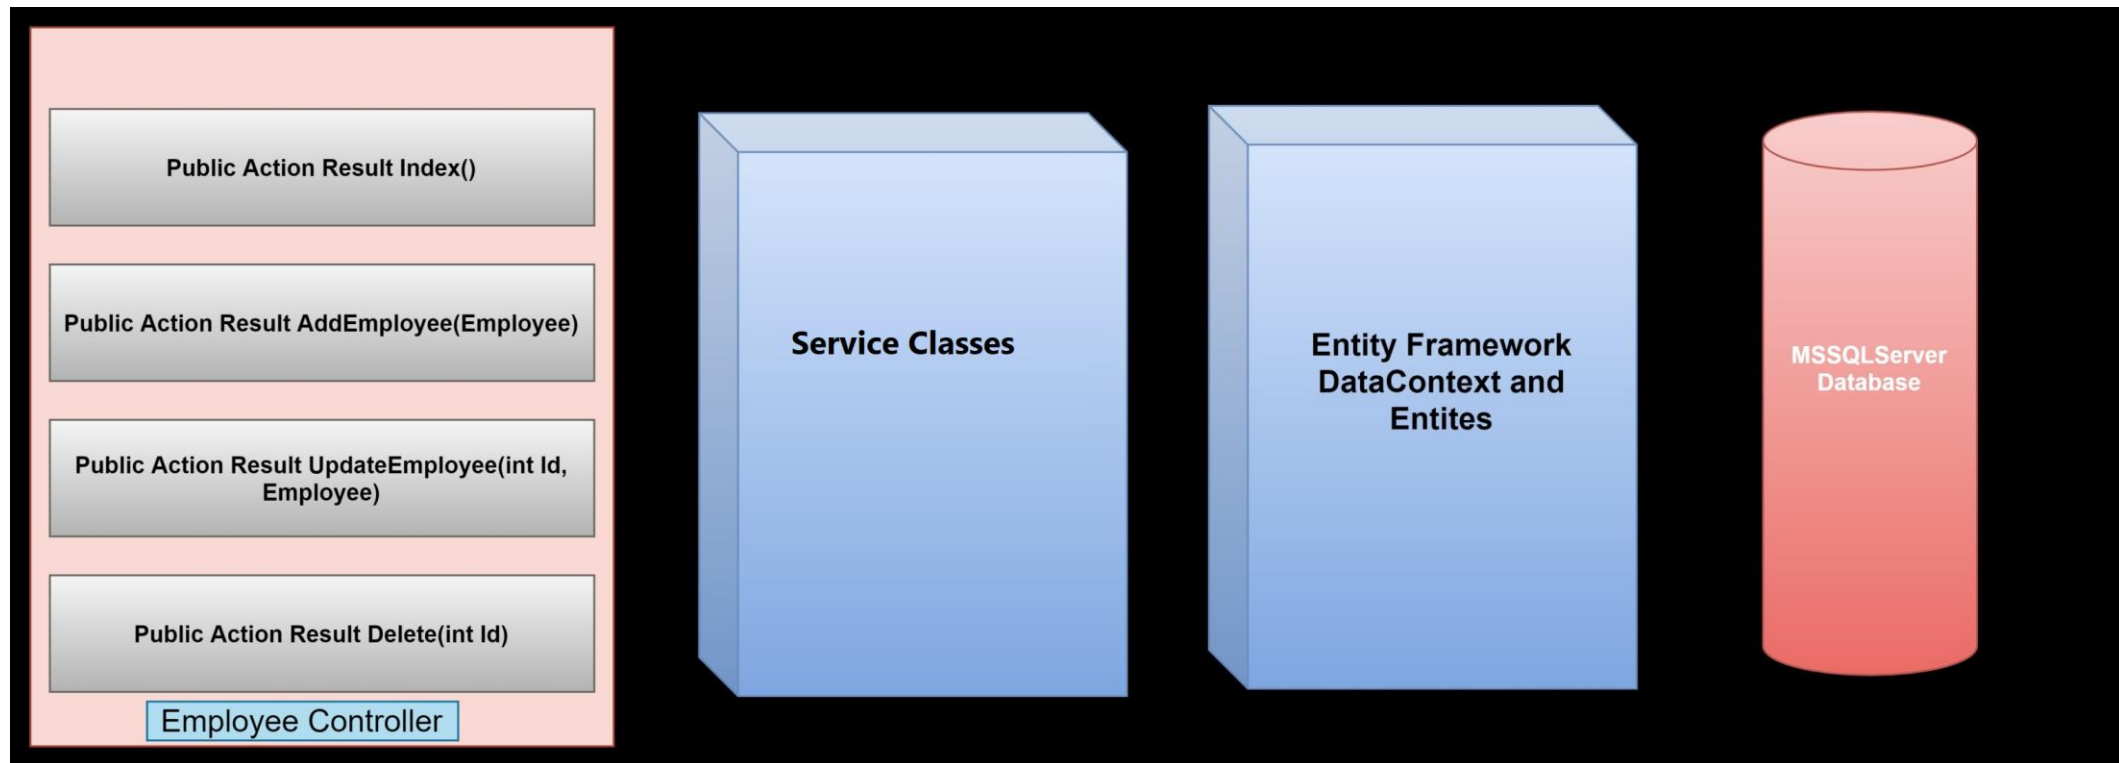 Public Action Result Index()
Public Action Result AddEmployee(Employee)
Public Action Result UpdateEmployee(int Id,
Employee)
Public Action Result Delete(int Id)
Employee Controller
Service Classes
Entity Framework
DataContext and
Entites
MSSQLServer
Database